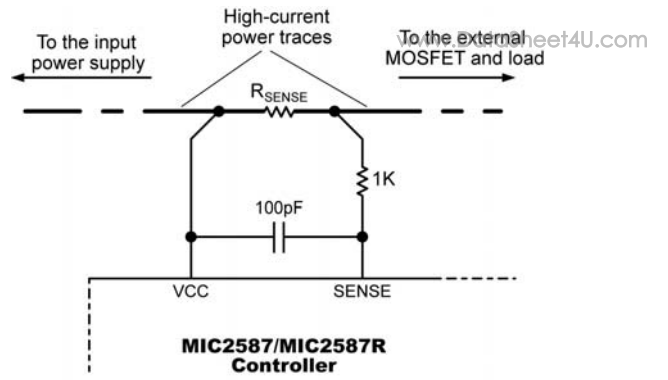 High-current
power traces
To the input
power supply
www.DataSheet4U.com
To the external
MOSFET and load
RSENSE
1K
100pF
VCC
SENSE
MIC2587/MIC2587R
Controller